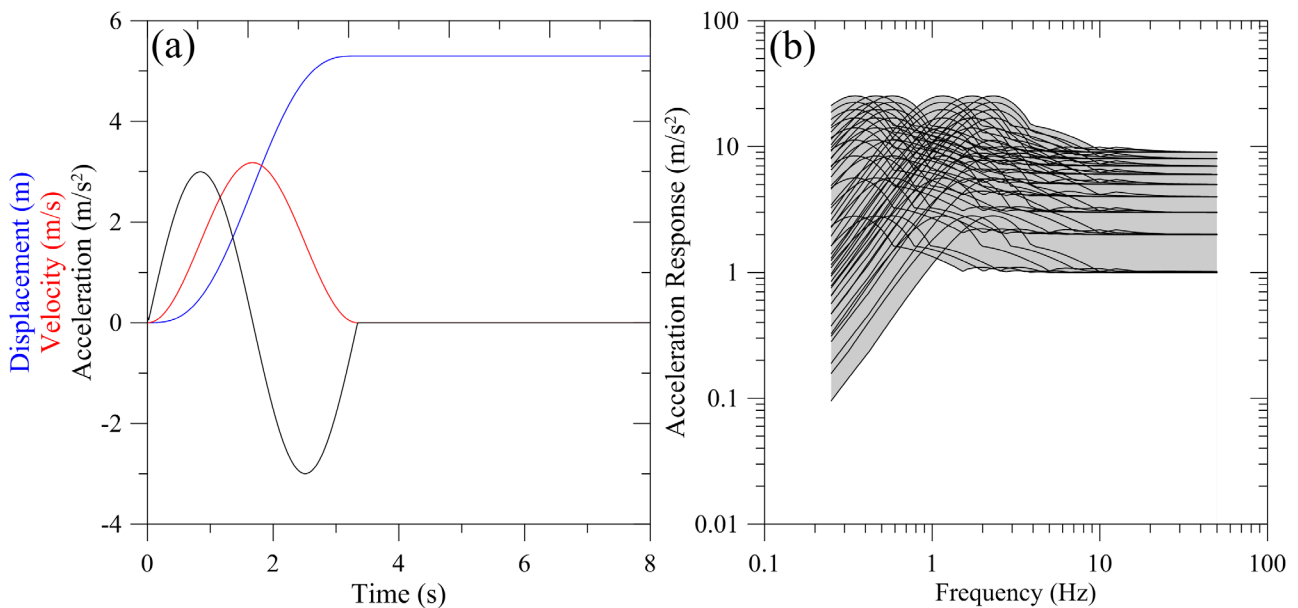 (a)
Displacement (m)
Velocity (m/s)
Acceleration (m/s²)
6
4
2
0
-2
-4
0
2
4
6
8
Time (s)
(b)
Acceleration Response (m/s²)
100
10
1
0.1
0.01
0.1
1
10
100
Frequency (Hz)